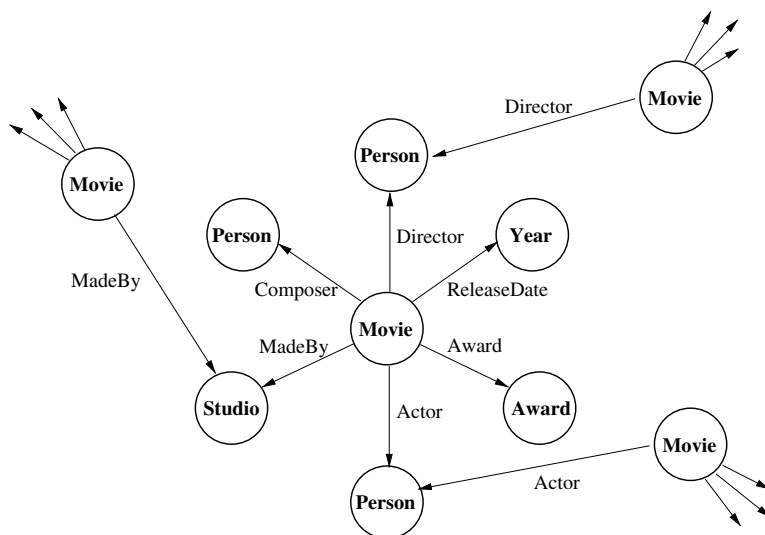 Movie
Director
Person
Movie
Person
Director
Year
MadeBy
Composer
ReleaseDate
Movie
MadeBy
Award
Studio
Actor
Award
Movie
Actor
Person